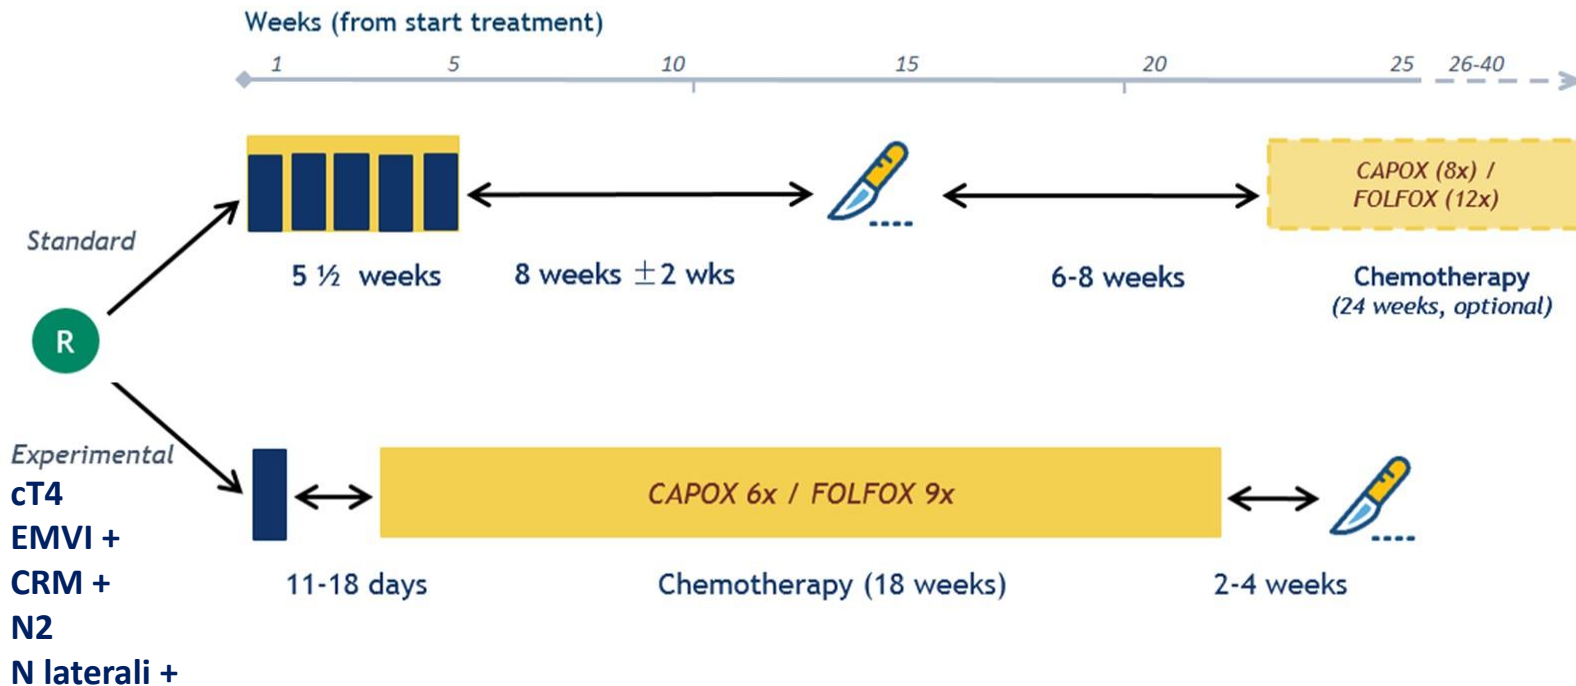 Weeks (from start treatment)
1 5 10 15 20 25 26-40
CAPOX (8x) /
FOLFOX (12x)
Standard
5 ½ weeks
8 weeks ±2 wks
6-8 weeks
Chemotherapy
(24 weeks, optional)
R
Experimental
cT4
EMVI +
CRM +
N2
N laterali +
CAPOX 6x / FOLFOX 9x
11-18 days
Chemotherapy (18 weeks)
2-4 weeks